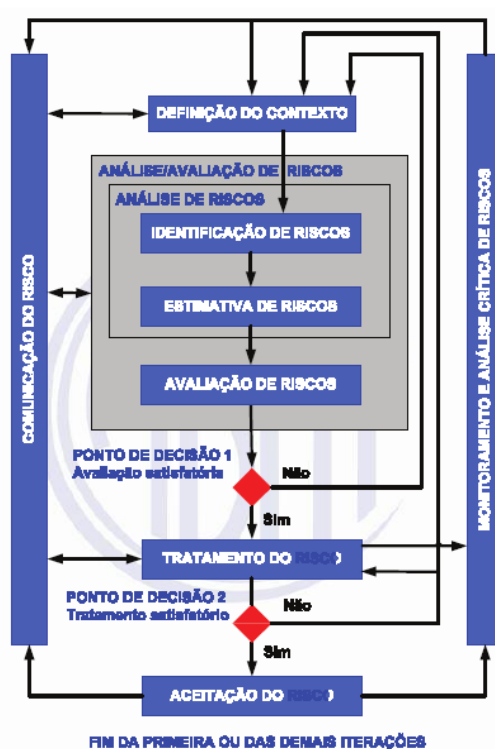 DEFINIÇÃO DO CONTEXTO
ANÁLISE/AVALIAÇÃO DE RISCOS
ANÁLISE DE RISCOS
IDENTIFICAÇÃO DE RISCOS
ESTIMATIVA DE RISCOS
AVALIAÇÃO DE RISCOS
COMUNICAÇÃO DO RISCO
MONITORAMENTO E ANÁLISE CRÍTICA DE RISCOS
PONTO DE DECISÃO 1
Avaliação satisfatória
Não
Sim
TRATAMENTO DO RISCO
PONTO DE DECISÃO 2
Tratamento satisfatório
Não
Sim
ACEITAÇÃO DO RISCO
FIM DA PRIMEIRA OU DAS DEMAIS ITERAÇÕES